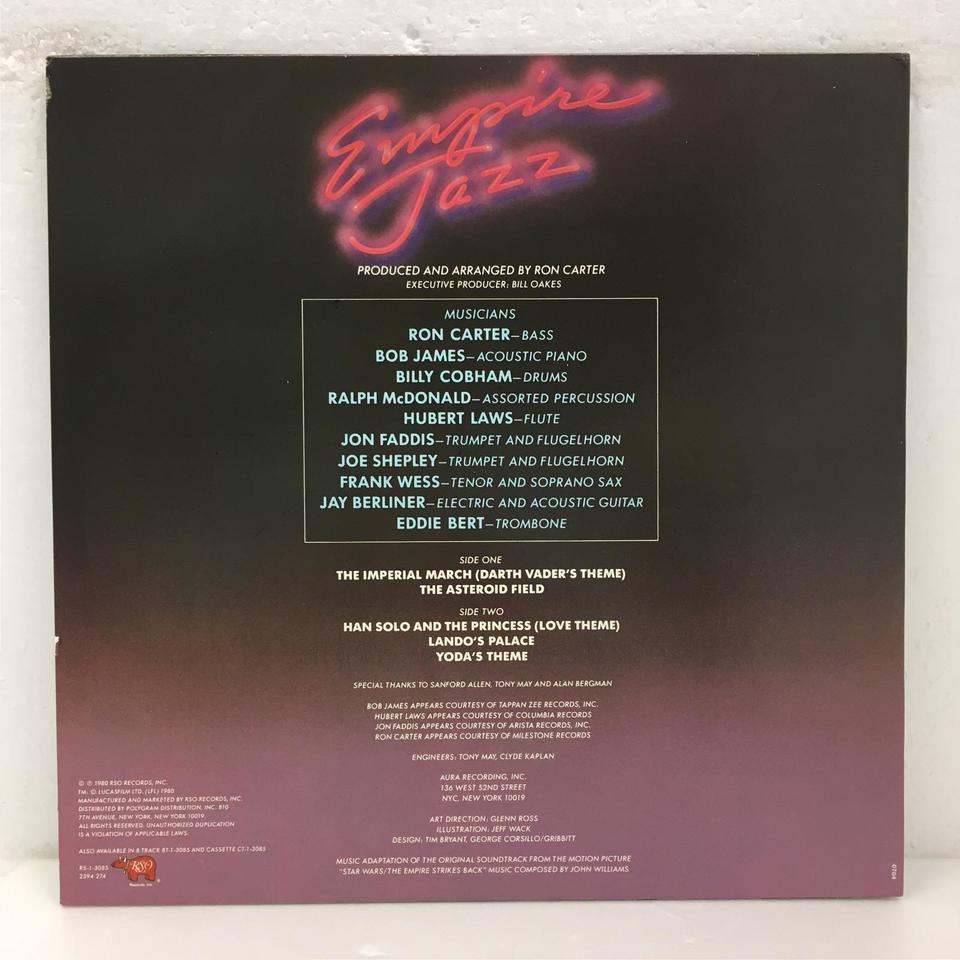 Empire
Jazz
PRODUCED AND ARRANGED BY RON CARTER
EXECUTIVE PRODUCER: BILL OAKES
MUSICIANS
RON CARTER—BASS
BOB JAMES—ACOUSTIC PIANO
BILLY COBHAM—DRUMS
RALPH McDONALD—ASSORTED PERCUSSION
HUBERT LAWS—FLUTE
JON FADDIS—TRUMPET AND FLUGELHORN
JOE SHEPLEY—TRUMPET AND FLUGELHORN
FRANK WESS—TENOR AND SOPRANO SAX
JAY BERLINER—ELECTRIC AND ACOUSTIC GUITAR
EDDIE BERT—TROMBONE
SIDE ONE
THE IMPERIAL MARCH (DARTH VADER'S THEME)
THE ASTEROID FIELD
SIDE TWO
HAN SOLO AND THE PRINCESS (LOVE THEME)
LANDO'S PALACE
YODA'S THEME
SPECIAL THANKS TO SANFORD ALLEN, TONY MAY AND ALAN BERGMAN
BOB JAMES APPEARS COURTESY OF TAPPAN ZEE RECORDS, INC.
HUBERT LAWS APPEARS COURTESY OF COLUMBIA RECORDS
JON FADDIS APPEARS COURTESY OF ARISTA RECORDS, INC.
RON CARTER APPEARS COURTESY OF MILESTONE RECORDS
ENGINEERS: TONY MAY, CLYDE KAPLAN
AURA RECORDING, INC.
136 WEST 52ND STREET
NYC, NEW YORK 10019
ART DIRECTION: GLENN ROSS
ILLUSTRATION: JEFF WACK
DESIGN: TIM BRYANT, GEORGE CORSILLO/GRIBBITT
MUSIC ADAPTATION OF THE ORIGINAL SOUNDTRACK FROM THE MOTION PICTURE
"STAR WARS/THE EMPIRE STRIKES BACK" MUSIC COMPOSED BY JOHN WILLIAMS
© ℗ 1980 RSO RECORDS, INC.
TM: © LUCASFILM LTD. (LFL) 1980
MANUFACTURED AND MARKETED BY RSO RECORDS, INC.
DISTRIBUTED BY POLYGRAM DISTRIBUTION, INC. 810
7TH AVENUE, NEW YORK, NEW YORK 10019.
ALL RIGHTS RESERVED. UNAUTHORIZED DUPLICATION
IS A VIOLATION OF APPLICABLE LAWS.
ALSO AVAILABLE IN 8 TRACK 8T-1-3085 AND CASSETTE CT-1-3085
RS-1-3085
2394 274
RSO
Records, Inc.
0704